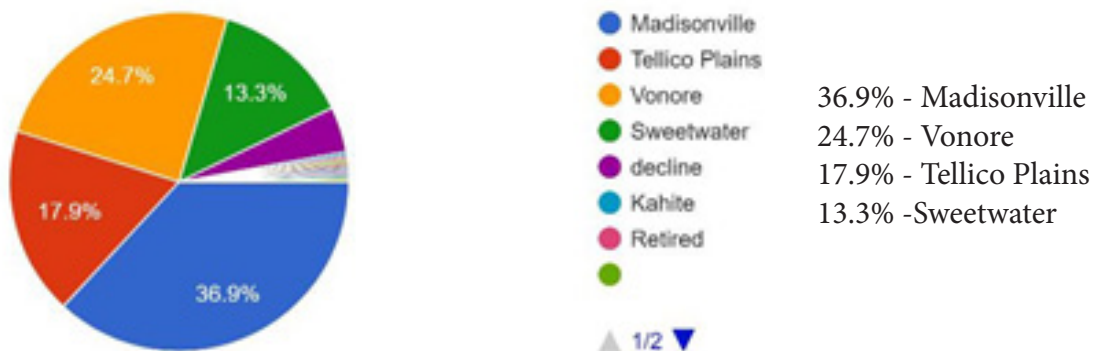 24.7%
13.3%
17.9%
36.9%
Madisonville
Tellico Plains
Vonore
Sweetwater
decline
Kahite
Retired
1/2
36.9% - Madisonville
24.7% - Vonore
17.9% - Tellico Plains
13.3% -Sweetwater